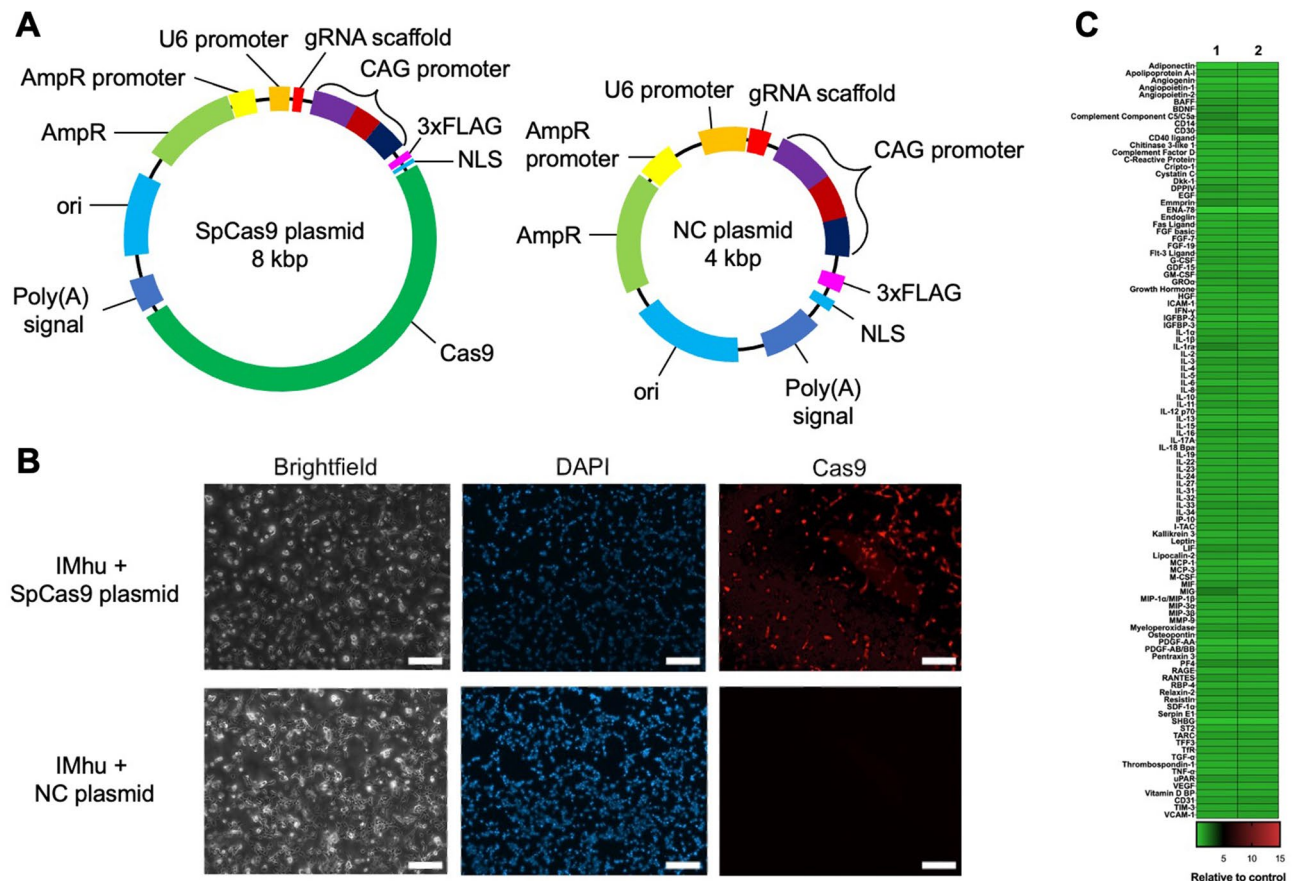 A
U6 promoter
gRNA scaffold
AmpR promoter
CAG promoter
AmpR
3xFLAG
NLS
ori
SpCas9 plasmid
8 kbp
Poly(A)
signal
Cas9
U6 promoter
gRNA scaffold
AmpR
promoter
CAG promoter
AmpR
NC plasmid
4 kbp
3xFLAG
NLS
ori
Poly(A)
signal
B
Brightfield
DAPI
Cas9
IMhu +
SpCas9 plasmid
IMhu +
NC plasmid
C
1 2
Adiponectin
Apolipoprotein A-I
Angiogenin
Angiopoietin-1
Angiopoietin-2
BAFF
BDNF
Complement Component C5/C5a
CD14
CD30
CD40 ligand
Chitinase 3-like 1
Complement Factor D
C-Reactive Protein
Cripto-1
Cystatin C
Dkk-1
DPPIV
EGF
Emmprin
ENA-78
Endoglin
Fas Ligand
FGF basic
FGF-7
FGF-19
Flt-3 Ligand
G-CSF
GDF-15
GM-CSF
GROα
Growth Hormone
HGF
ICAM-1
IFN-γ
IGFBP-2
IGFBP-3
IL-1α
IL-1β
IL-1ra
IL-2
IL-3
IL-4
IL-5
IL-6
IL-8
IL-10
IL-11
IL-12 p70
IL-13
IL-15
IL-16
IL-17A
IL-18 Bpa
IL-19
IL-22
IL-23
IL-24
IL-27
IL-31
IL-32
IL-33
IL-34
IP-10
I-TAC
Kallikrein 3
Leptin
LIF
Lipocalin-2
MCP-1
MCP-3
M-CSF
MIF
MIG
MIP-1α/MIP-1β
MIP-3α
MIP-3β
MMP-9
Myeloperoxidase
Osteopontin
PDGF-AA
PDGF-AB/BB
Pentraxin 3
PF4
RAGE
RANTES
RBP-4
Relaxin-2
Resistin
SDF-1α
Serpin E1
SHBG
ST2
TARC
TFF3
TfR
TGF-α
Thrombospondin-1
TNF-α
uPAR
VEGF
Vitamin D BP
CD31
TIM-3
VCAM-1
5 10 15
Relative to control